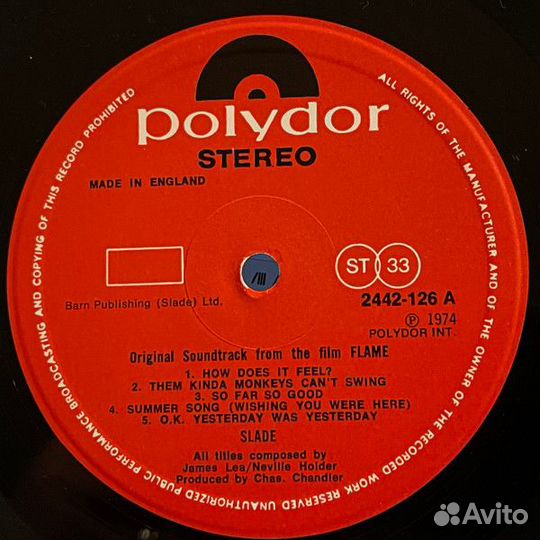 polydor
STEREO
MADE IN ENGLAND
ST 33
2442-126 A
Ⓟ 1974
POLYDOR INT.
Barn Publishing (Slade) Ltd.
Original Soundtrack from the film FLAME
1. HOW DOES IT FEEL?
2. THEM KINDA MONKEYS CAN'T SWING
3. SO FAR SO GOOD
4. SUMMER SONG (WISHING YOU WERE HERE)
5. O.K. YESTERDAY WAS YESTERDAY
SLADE
All titles composed by
James Lea/Neville Holder
Produced by Chas. Chandler
ALL RIGHTS OF THE MANUFACTURER AND OF THE OWNER OF THE RECORDED WORK RESERVED UNAUTHORIZED PUBLIC PERFORMANCE BROADCASTING AND COPYING OF THIS RECORD PROHIBITED
Avito